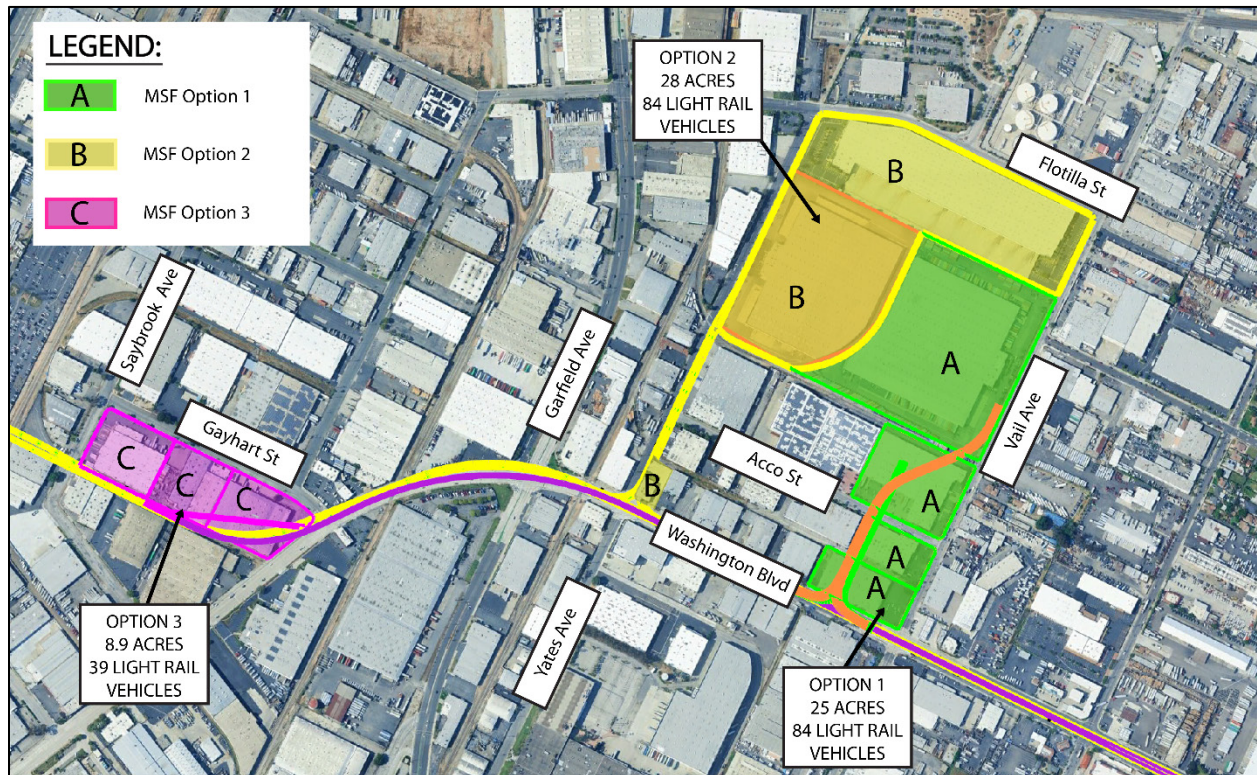 LEGEND:
A MSF Option 1
B MSF Option 2
C MSF Option 3
OPTION 2
28 ACRES
84 LIGHT RAIL
VEHICLES
B
Flotilla St
B
A
Vail Ave
Saybrook Ave
Gayhart St
Garfield Ave
C
C
C
B
Acco St
A
Washington Blvd
A
A
Yates Ave
OPTION 3
8.9 ACRES
39 LIGHT RAIL
VEHICLES
OPTION 1
25 ACRES
84 LIGHT RAIL
VEHICLES